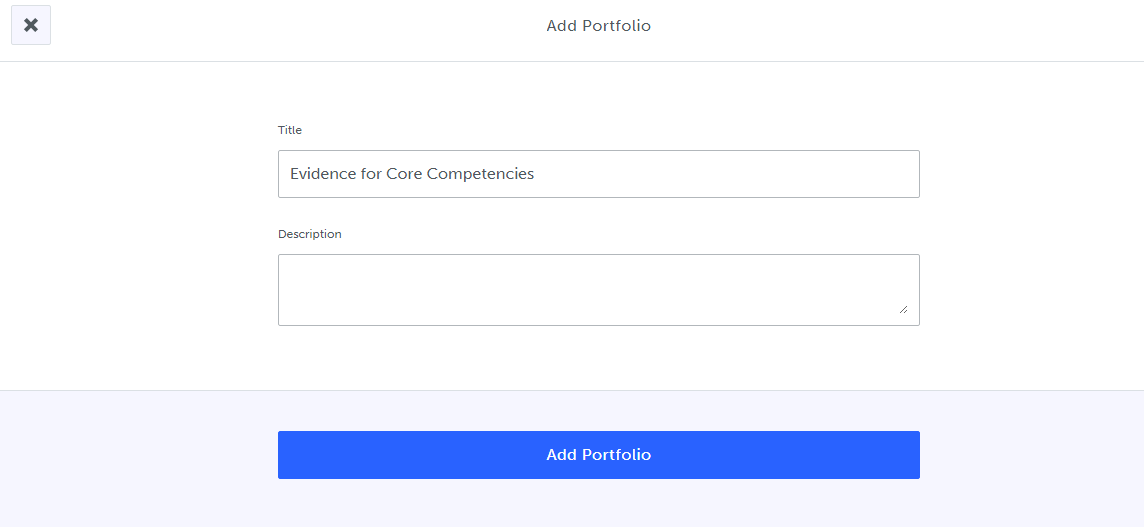 Add Portfolio
Title
Evidence for Core Competencies
Description
Add Portfolio